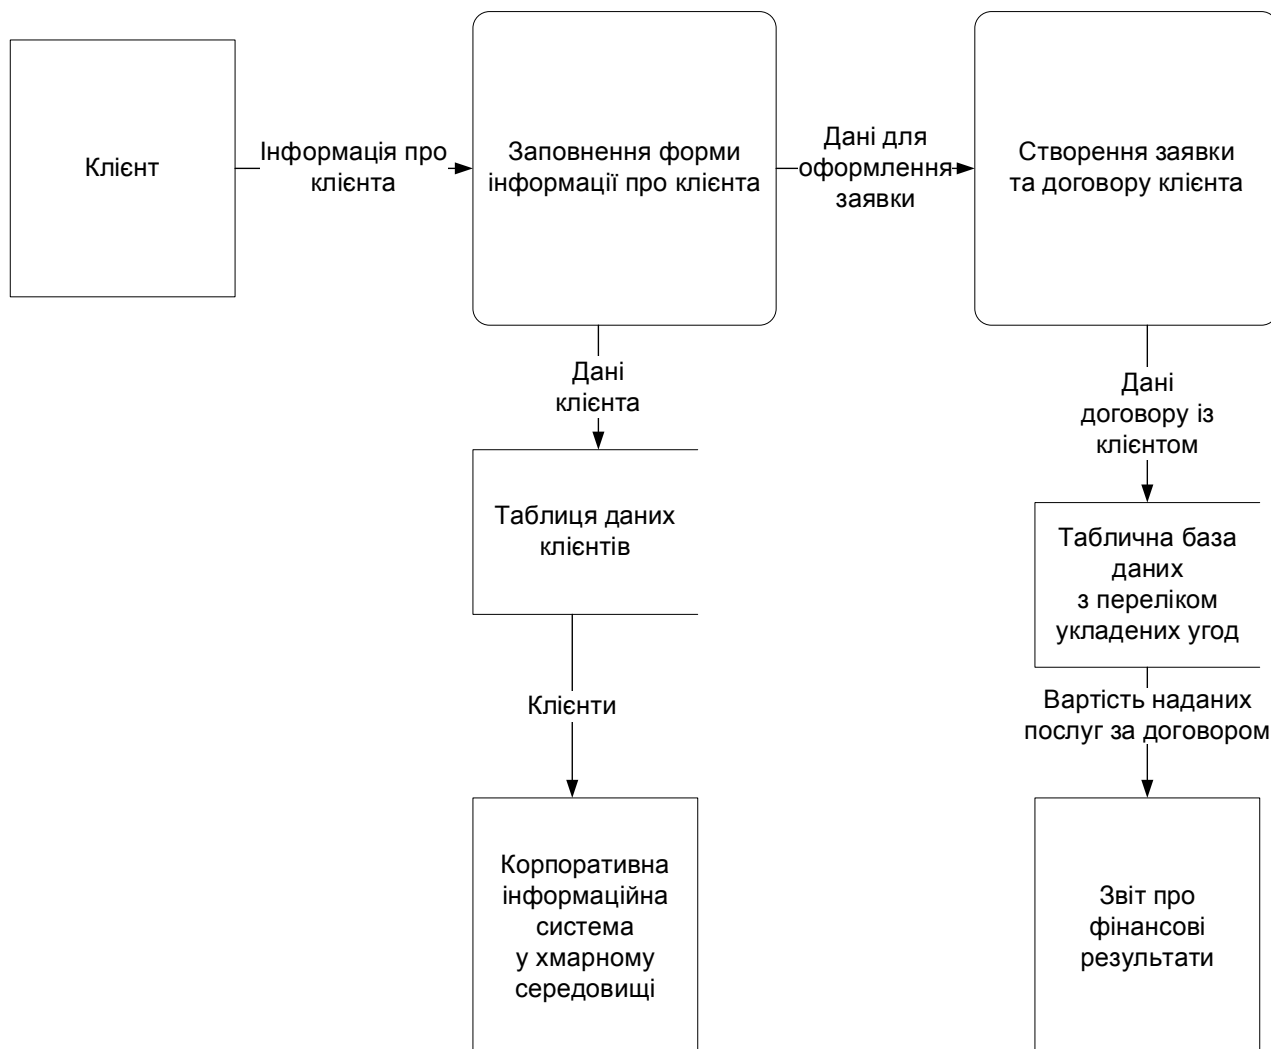 Клієнт
Інформація про
клієнта
Заповнення форми
інформації про клієнта
Дані для
оформлення
заявки
Створення заявки
та договору клієнта
Дані
клієнта
Дані
договору із
клієнтом
Таблиця даних
клієнтів
Таблична база
даних
з переліком
укладених угод
Клієнти
Вартість наданих
послуг за договором
Корпоративна
інформаційна
система
у хмарному
середовищі
Звіт про
фінансові
результати